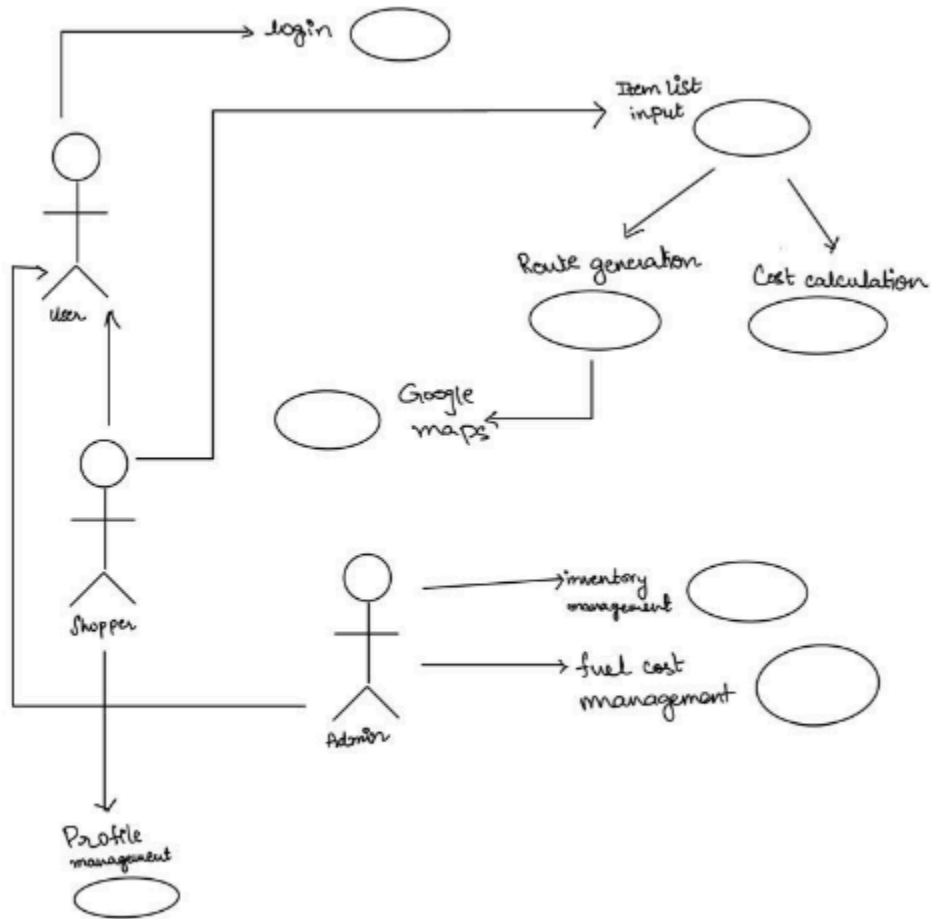 login
Item list
input
Route generation
Cost calculation
User
Google
maps
Shopper
inventory
management
fuel cost
management
Admin
Profile
management